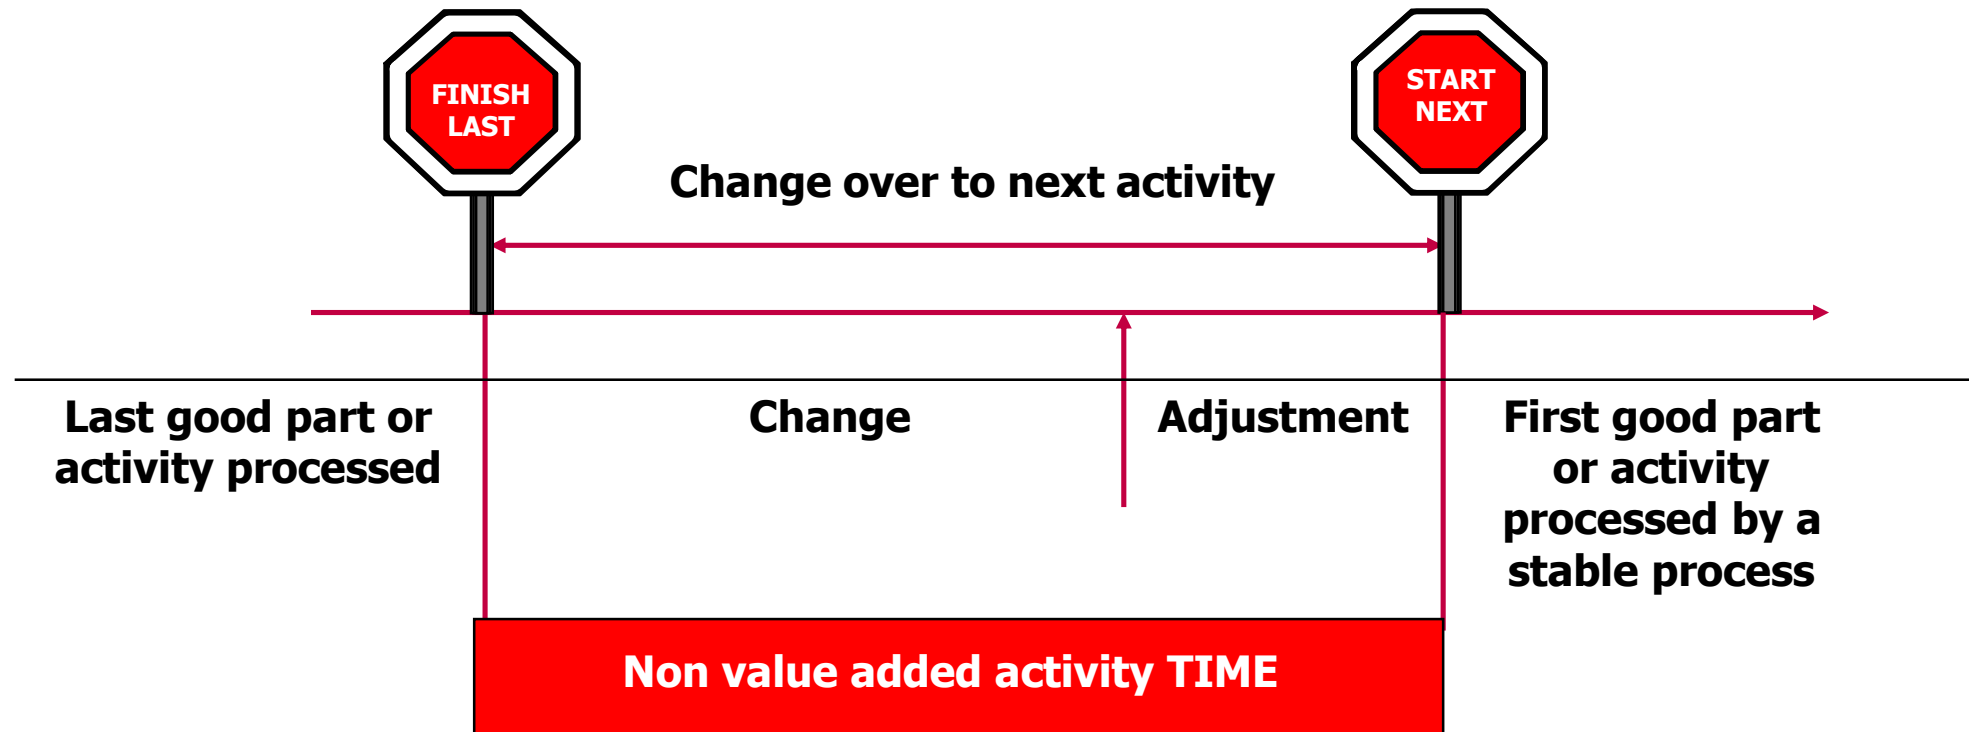 FINISH
LAST
START
NEXT
Change over to next activity
Last good part or
activity processed
Change
Adjustment
First good part
or activity
processed by a
stable process
Non value added activity TIME